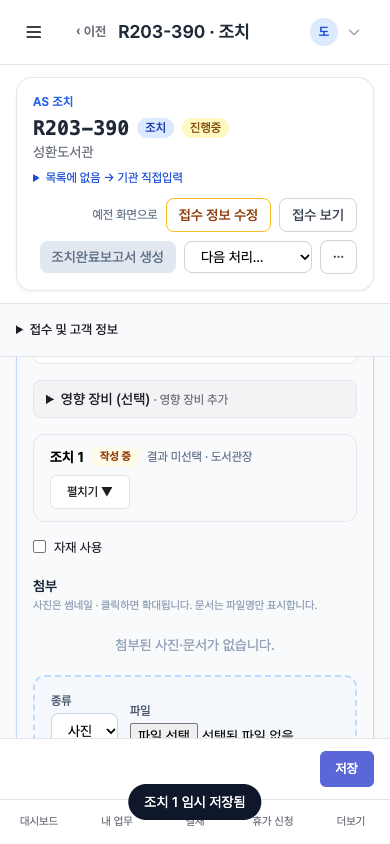 ‹ 이전 R203-390 · 조치 도
AS 조치
R203-390 조치 진행중
성환도서관
▶ 목록에 없음 → 기관 직접입력
예전 화면으로 접수 정보 수정 접수 보기
조치완료보고서 생성 다음 처리... ...
▶ 접수 및 고객 정보
▶ 영향 장비 (선택) · 영향 장비 추가
조치 1 작성 중 결과 미선택 · 도서관장
펼치기 ▼
자재 사용
첨부
사진은 썸네일 · 클릭하면 확대됩니다. 문서는 파일명만 표시합니다.
첨부된 사진·문서가 없습니다.
종류 파일
사진 파일 선택 선택된 파일 없음
저장
조치 1 임시 저장됨
대시보드 내 업무 결재 휴가 신청 더보기